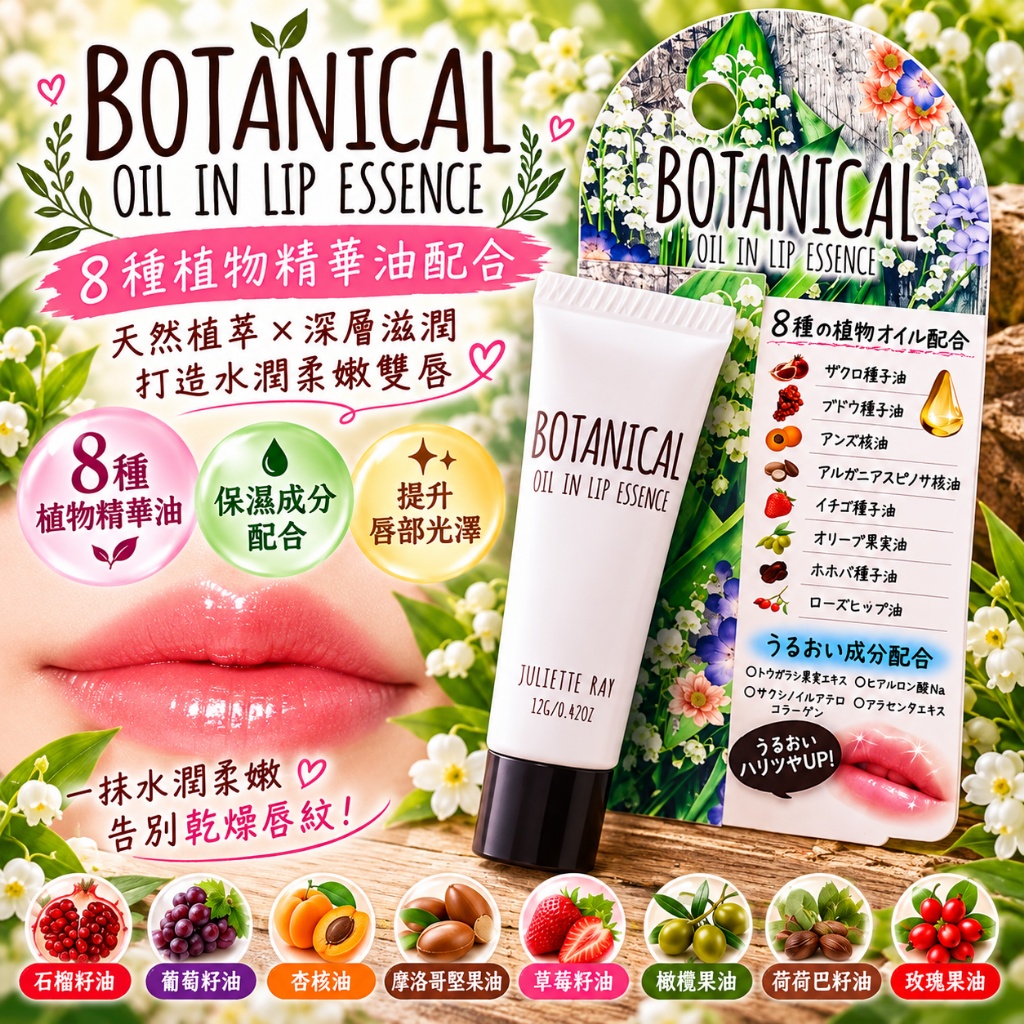 BOTANICAL
OIL IN LIP ESSENCE
8種植物精華油配合
天然植萃×深層滋潤
打造水潤柔嫩雙唇
8種
植物精華油
保濕成分
配合
提升
唇部光澤
一抹水潤柔嫩
告別乾燥唇紋!
BOTANICAL
OIL IN LIP ESSENCE
JULIETTE RAY
12G/0.42OZ
BOTANICAL
OIL IN LIP ESSENCE
8種の植物オイル配合
ザクロ種子油
ブドウ種子油
アンズ核油
アルガニアスピノサ核油
イチゴ種子油
オリーブ果実油
ホホバ種子油
ローズヒップ油
うるおい成分配合
○トウガラシ果実エキス ○ヒアルロン酸Na
○サクシノイルアテロ
コラーゲン ○アラセンタエキス
うるおい
ハリツヤUP!
石榴籽油
葡萄籽油
杏核油
摩洛哥堅果油
草莓籽油
橄欖果油
荷荷巴籽油
玫瑰果油